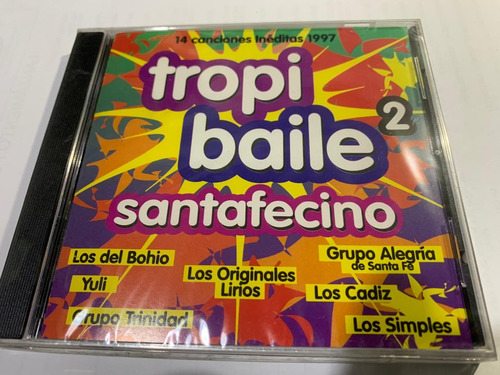 14 canciones inéditas 1997
tropi
baile
2
santafecino
Los del Bohio
Yuli
Grupo Trinidad
Los Originales
Lirios
Grupo Alegría
de Santa Fé
Los Cadiz
Los Simples